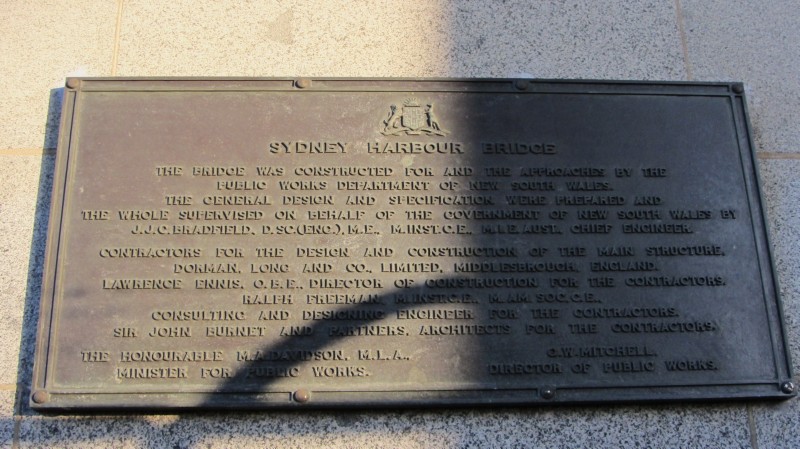 SYDNEY HARBOUR BRIDGE
THE BRIDGE WAS CONSTRUCTED FOR AND THE APPROACHES BY THE
PUBLIC WORKS DEPARTMENT OF NEW SOUTH WALES.
THE GENERAL DESIGN AND SPECIFICATION WERE PREPARED AND
THE WHOLE SUPERVISED ON BEHALF OF THE GOVERNMENT OF NEW SOUTH WALES BY
J.J.C. BRADFIELD, D.SC.(ENG.), M.E., M.INST.C.E., M.I.E.AUST., CHIEF ENGINEER.
CONTRACTORS FOR THE DESIGN AND CONSTRUCTION OF THE MAIN STRUCTURE,
DORMAN, LONG AND CO., LIMITED, MIDDLESBROUGH, ENGLAND.
LAWRENCE ENNIS, O.B.E., DIRECTOR OF CONSTRUCTION FOR THE CONTRACTORS.
RALPH FREEMAN, M.INST.C.E., M.AM.SOC.C.E.,
CONSULTING AND DESIGNING ENGINEER FOR THE CONTRACTORS.
SIR JOHN BURNET AND PARTNERS, ARCHITECTS FOR THE CONTRACTORS.
THE HONOURABLE M.A. DAVIDSON, M.L.A., G.W. MITCHELL,
MINISTER FOR PUBLIC WORKS. DIRECTOR OF PUBLIC WORKS.